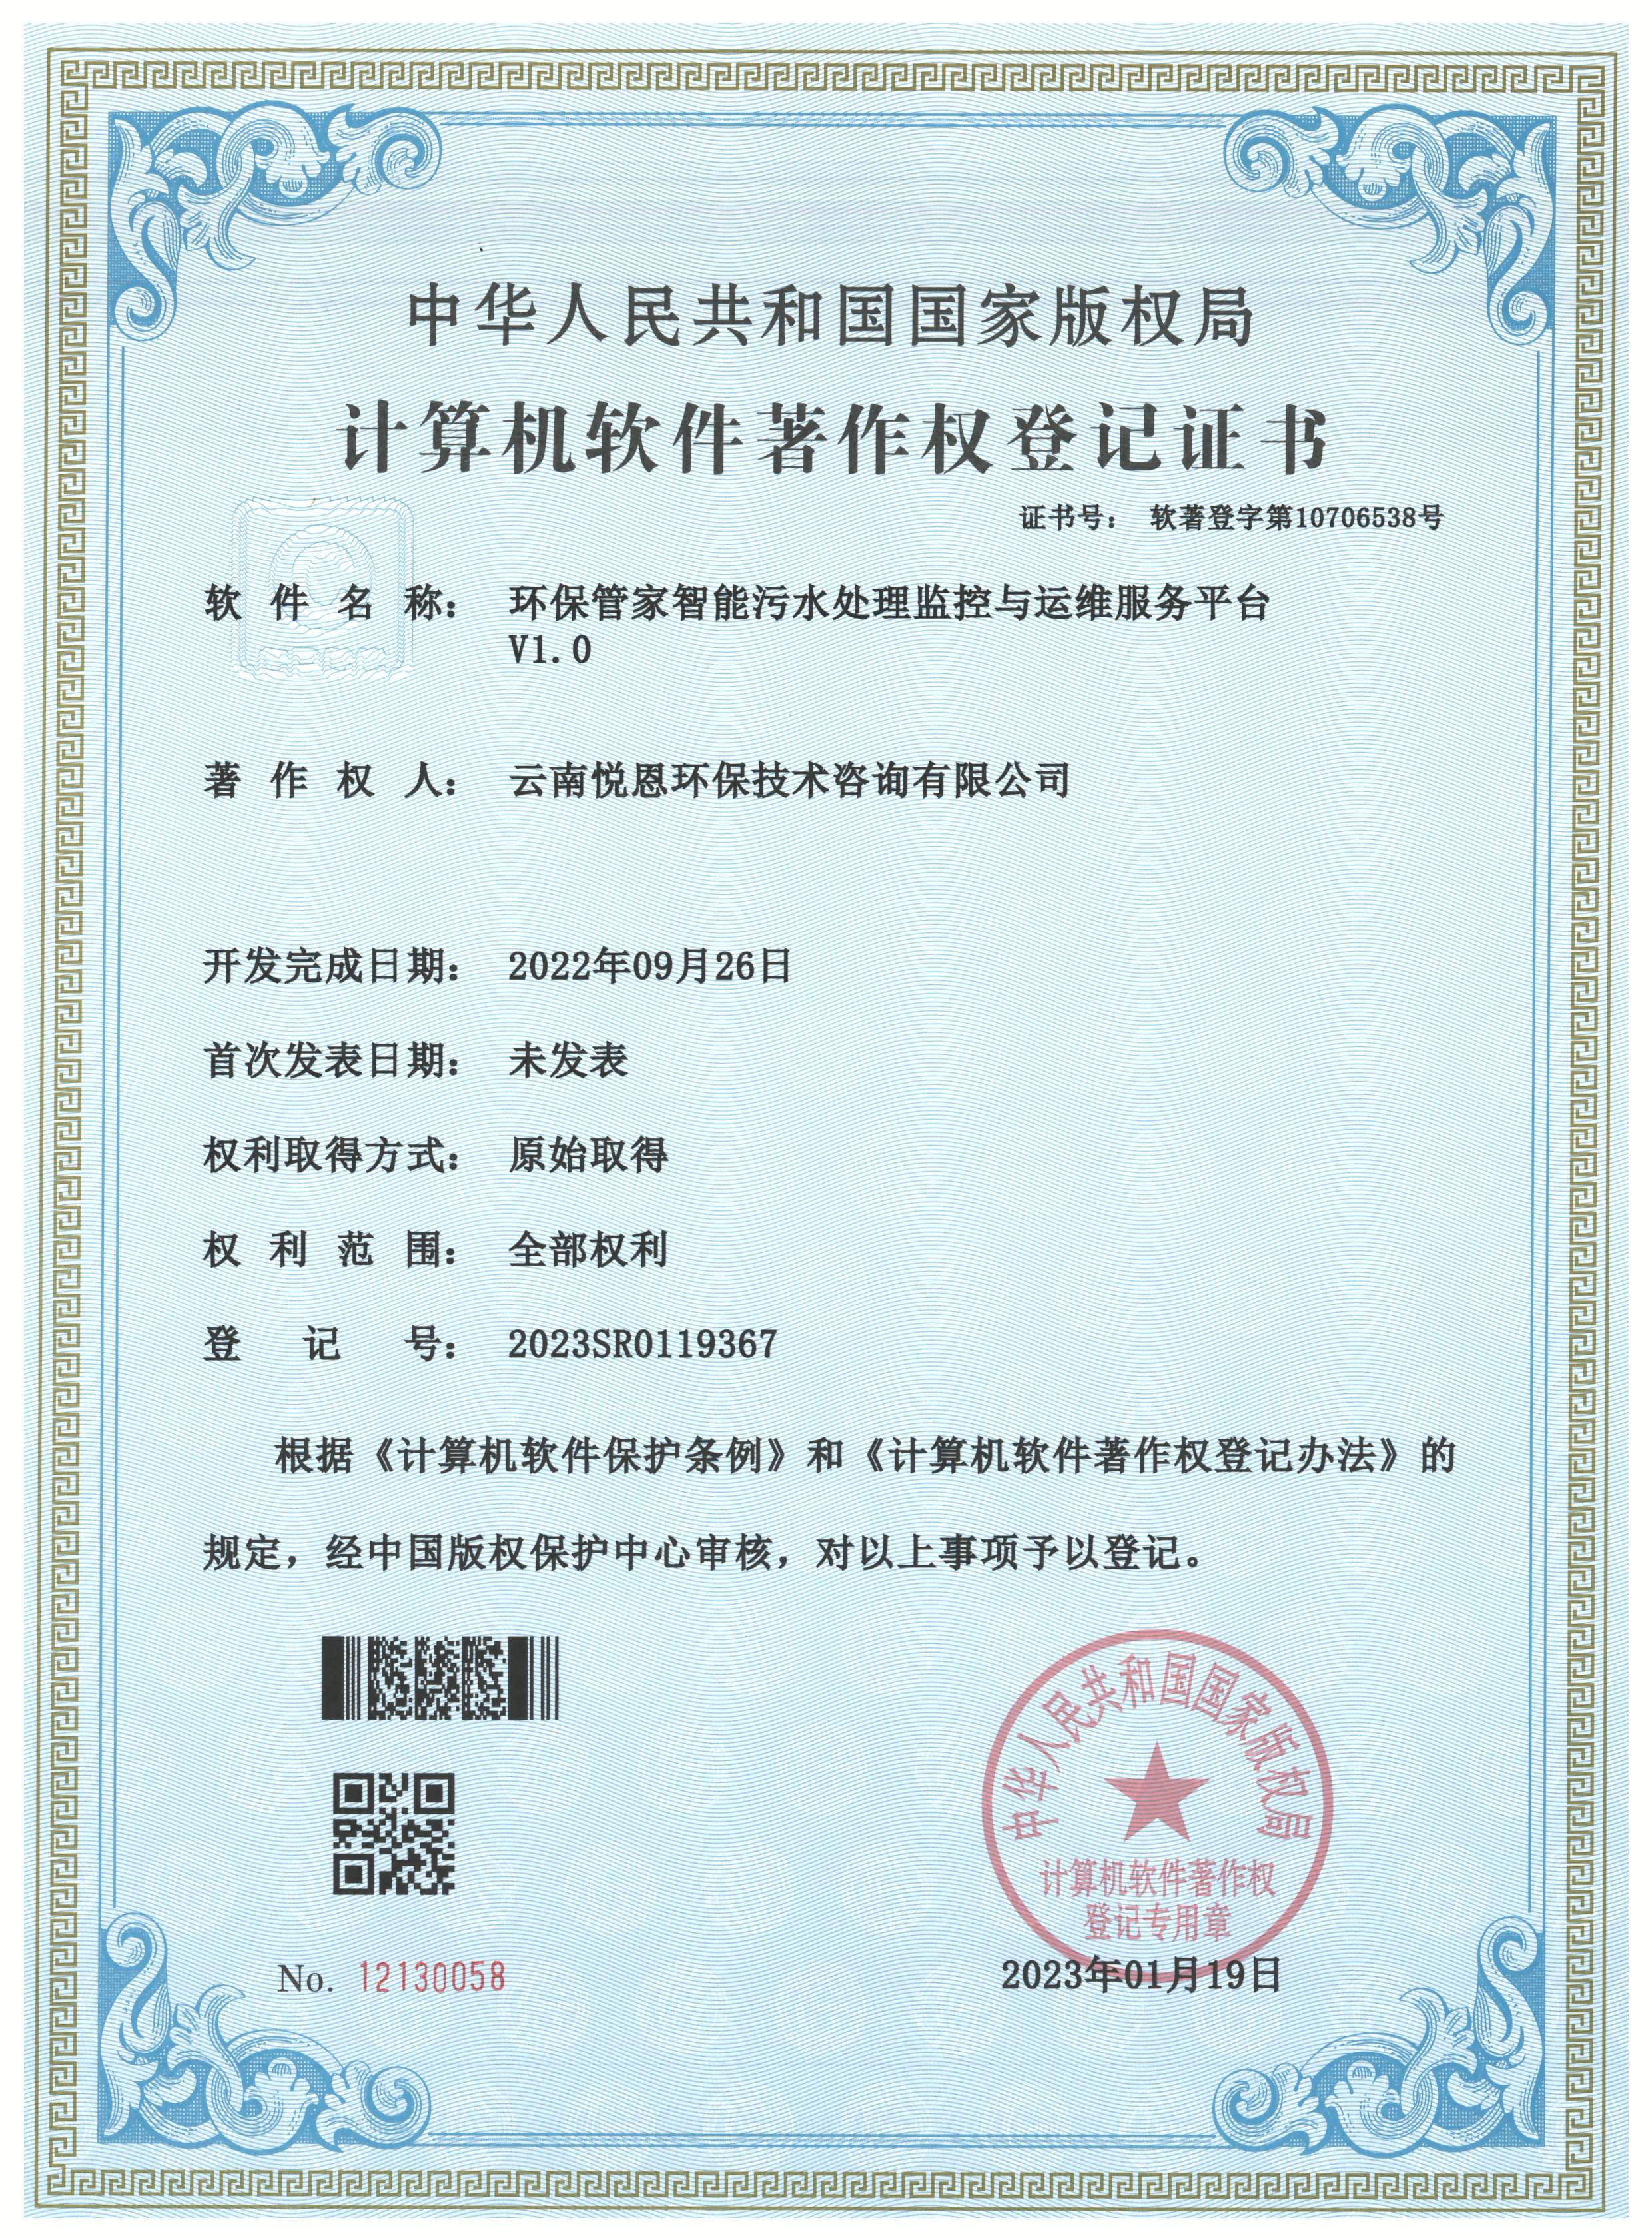 中华人民共和国国家版权局
计算机软件著作权登记证书
证书号： 软著登字第10706538号
软件名称： 环保管家智能污水处理监控与运维服务平台
V1.0
著作权人： 云南悦恩环保技术咨询有限公司
开发完成日期： 2022年09月26日
首次发表日期： 未发表
权利取得方式： 原始取得
权利范围： 全部权利
登记号： 2023SR0119367
根据《计算机软件保护条例》和《计算机软件著作权登记办法》的
规定，经中国版权保护中心审核，对以上事项予以登记。
中华人民共和国国家版权局
计算机软件著作权
登记专用章
No. 12130058
2023年01月19日